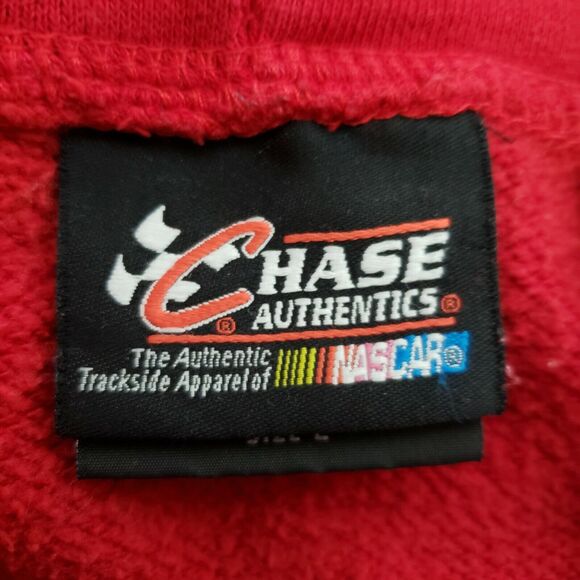 CHASE
AUTHENTICS®
®
The Authentic
Trackside Apparel of NASCAR®